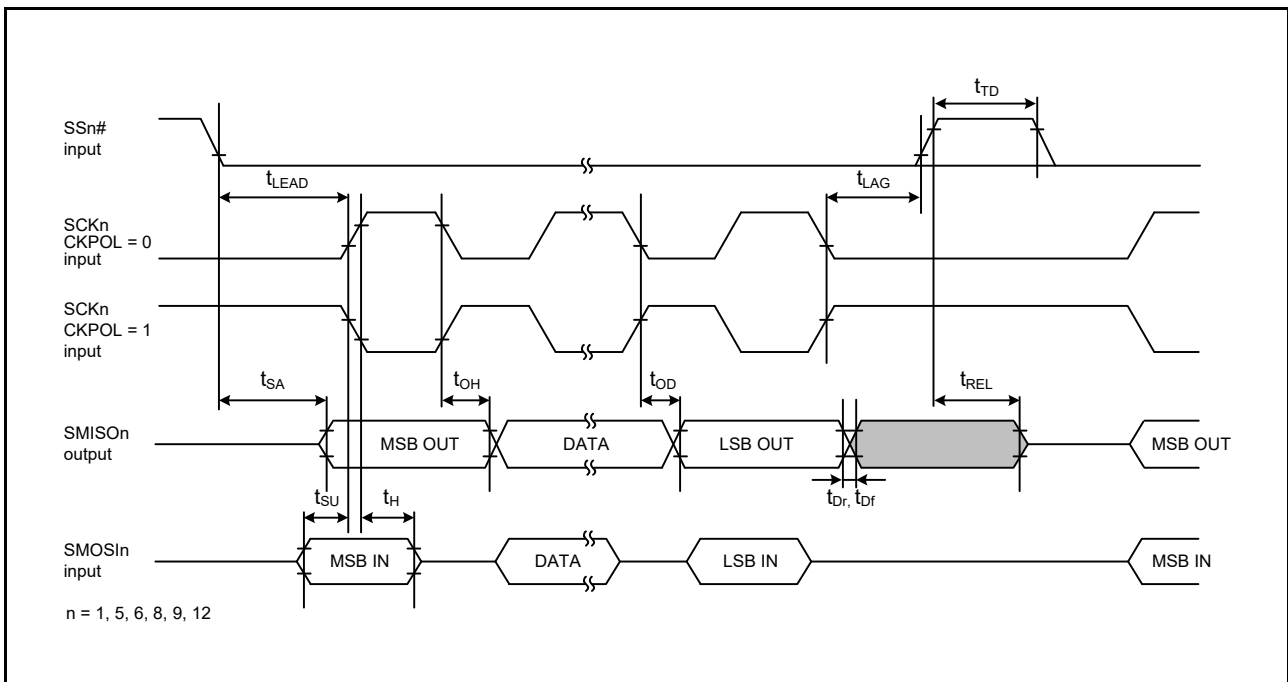 tTD
SSn#
input
tLEAD
tLAG
SCKn
CKPOL = 0
input
SCKn
CKPOL = 1
input
tSA
tOH
tOD
tREL
SMISOn
output
MSB OUT
DATA
LSB OUT
MSB OUT
tSU
tH
tDr, tDf
SMOSIn
input
MSB IN
DATA
LSB IN
MSB IN
n = 1, 5, 6, 8, 9, 12